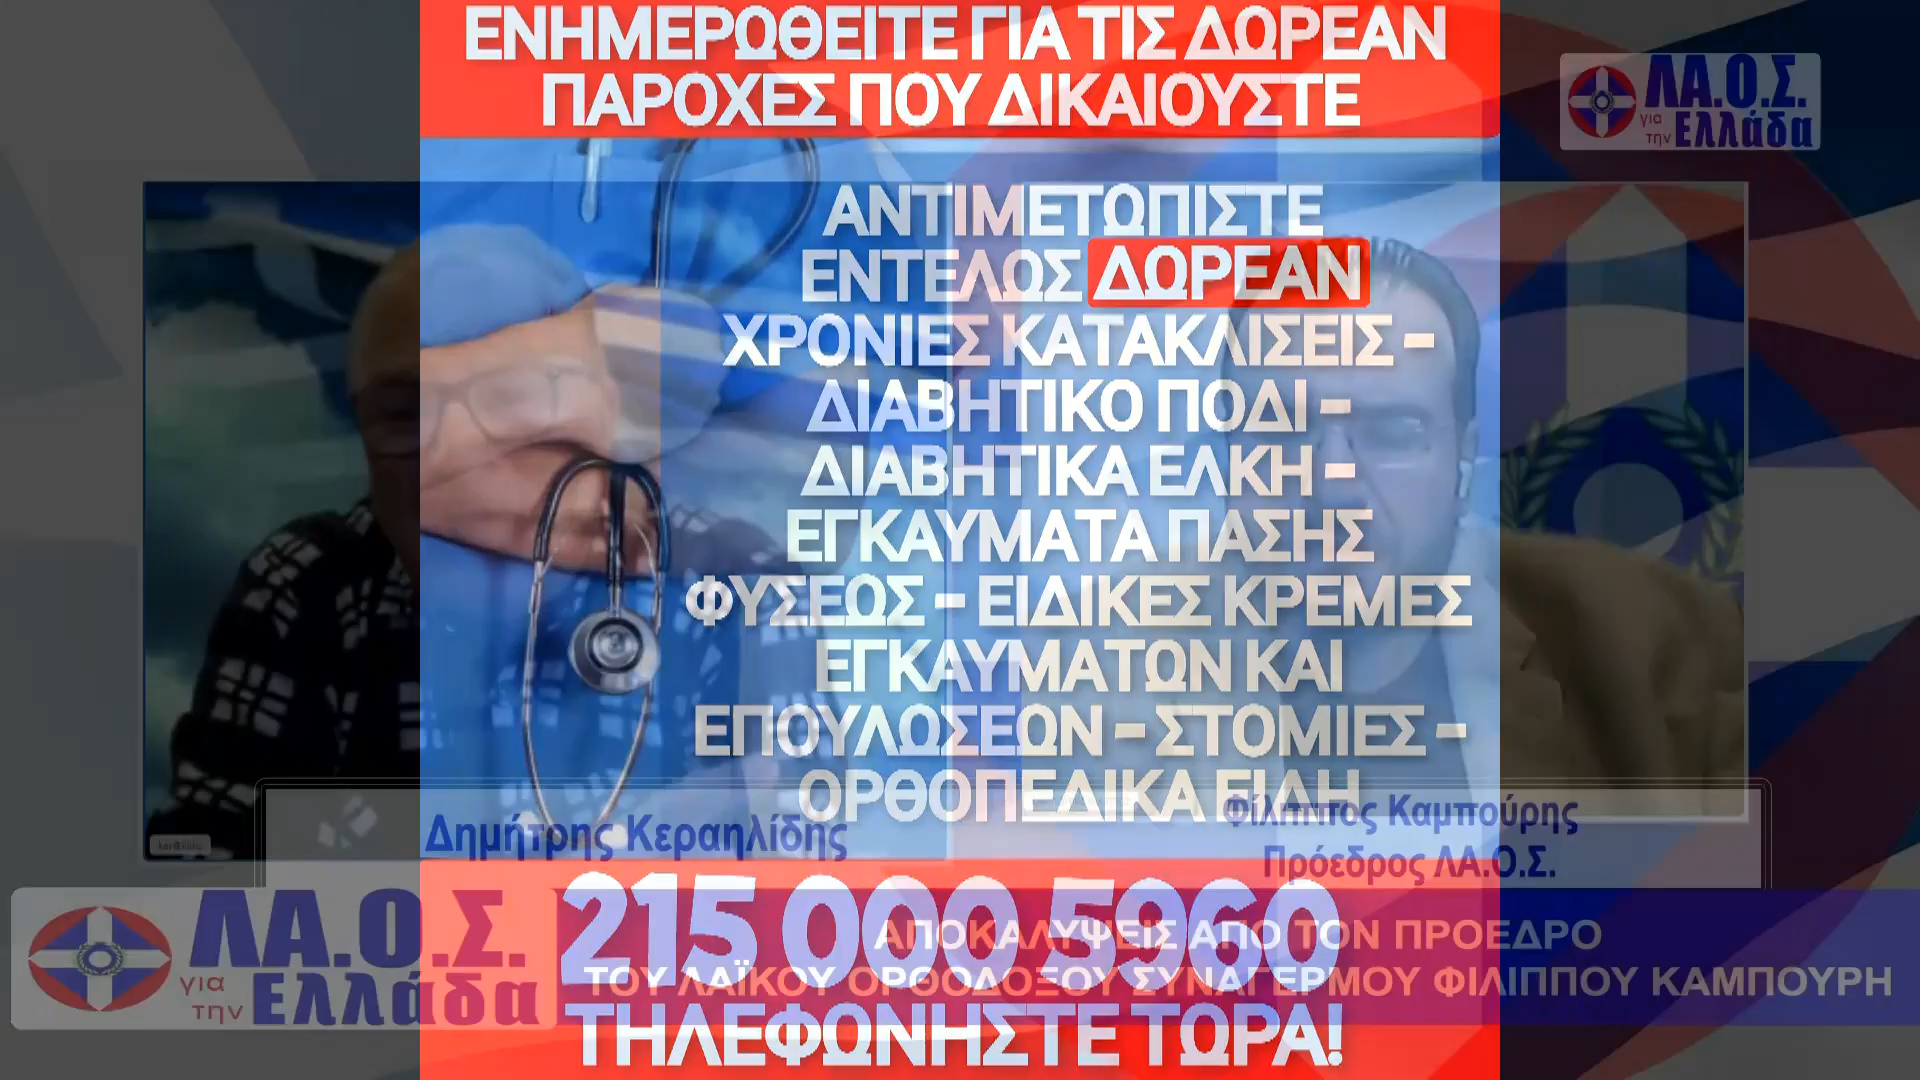 ΕΝΗΜΕΡΩΘΕΙΤΕ ΓΙΑ ΤΙΣ ΔΩΡΕΑΝ
ΠΑΡΟΧΕΣ ΠΟΥ ΔΙΚΑΙΟΥΣΤΕ
ΛΑ.Ο.Σ.
για την Ελλάδα
ΑΝΤΙΜΕΤΩΠΙΣΤΕ
ΕΝΤΕΛΩΣ ΔΩΡΕΑΝ
ΧΡΟΝΙΕΣ ΚΑΤΑΚΛΙΣΕΙΣ -
ΔΙΑΒΗΤΙΚΟ ΠΟΔΙ -
ΔΙΑΒΗΤΙΚΑ ΕΛΚΗ -
ΕΓΚΑΥΜΑΤΑ ΠΑΣΗΣ
ΦΥΣΕΩΣ - ΕΙΔΙΚΕΣ ΚΡΕΜΕΣ
ΕΓΚΑΥΜΑΤΩΝ ΚΑΙ
ΕΠΟΥΛΩΣΕΩΝ - ΣΤΟΜΙΕΣ -
ΟΡΘΟΠΕΔΙΚΑ ΕΙΔΗ
Δημήτρης Κεραηλίδης
Φίλιππος Καμπούρης
Πρόεδρος ΛΑ.Ο.Σ.
215 000 5960
ΤΗΛΕΦΩΝΗΣΤΕ ΤΩΡΑ!
ΛΑ.Ο.Σ.
για την Ελλάδα
ΑΠΟΚΑΛΥΨΕΙΣ ΑΠΟ ΤΟΝ ΠΡΟΕΔΡΟ
ΤΟΥ ΛΑΪΚΟΥ ΟΡΘΟΔΟΞΟΥ ΣΥΝΑΓΕΡΜΟΥ ΦΙΛΙΠΠΟΥ ΚΑΜΠΟΥΡΗ